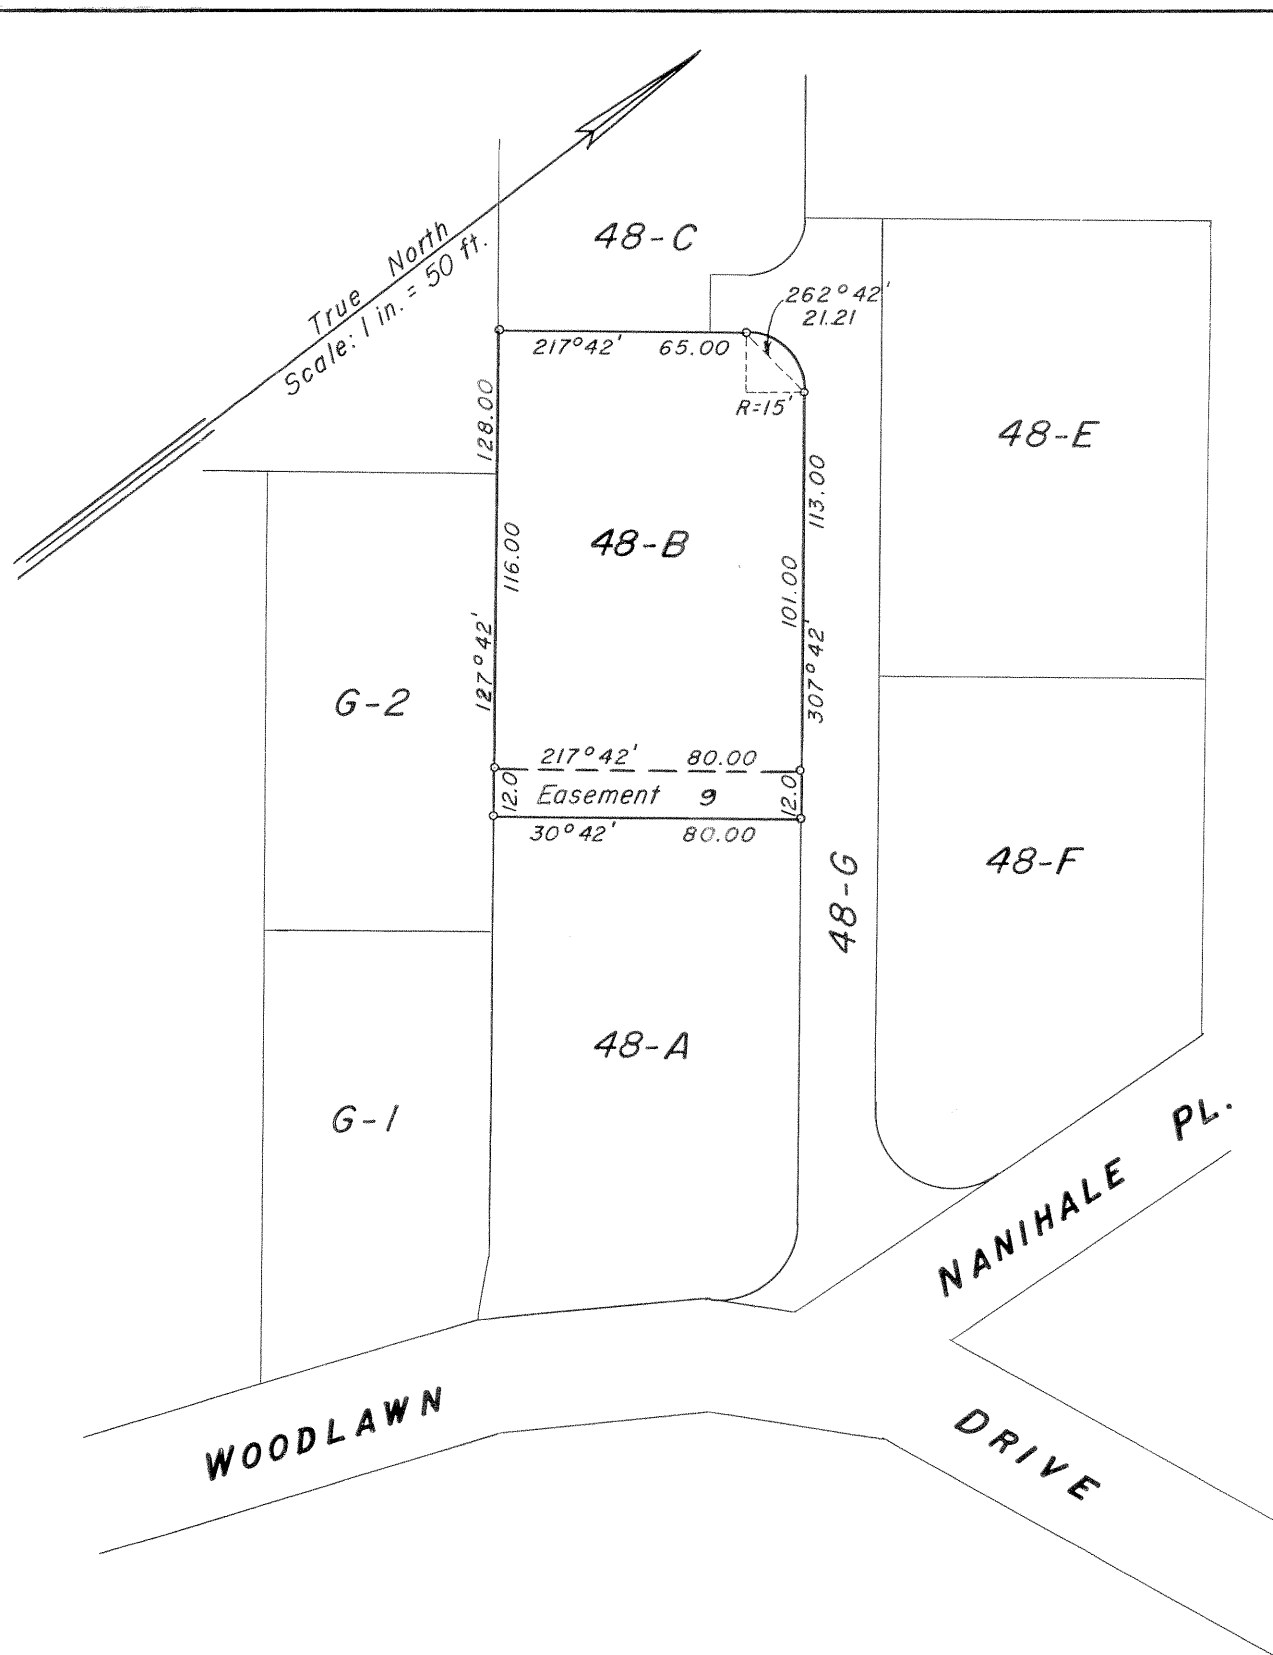 True North
Scale: 1 in. = 50 ft.
48-C
262°42'
21.21
217°42' 65.00
R=15'
128.00
48-E
113.00
116.00
48-B
101.00
127°42'
307°42'
G-2
217°42' 80.00
12.0
Easement 9
12.0
30°42' 80.00
48-G
48-F
48-A
G-1
NANIHALE PL.
WOODLAWN
DRIVE